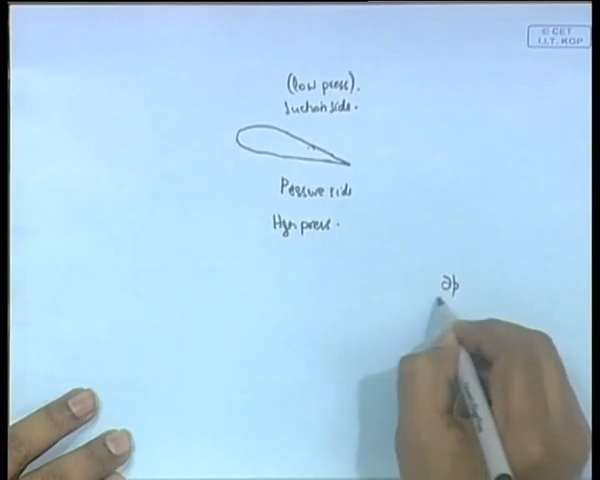 © CET
I.I.T. KGP
(low press).
Suction side.
Pressure side
High press.
∂p